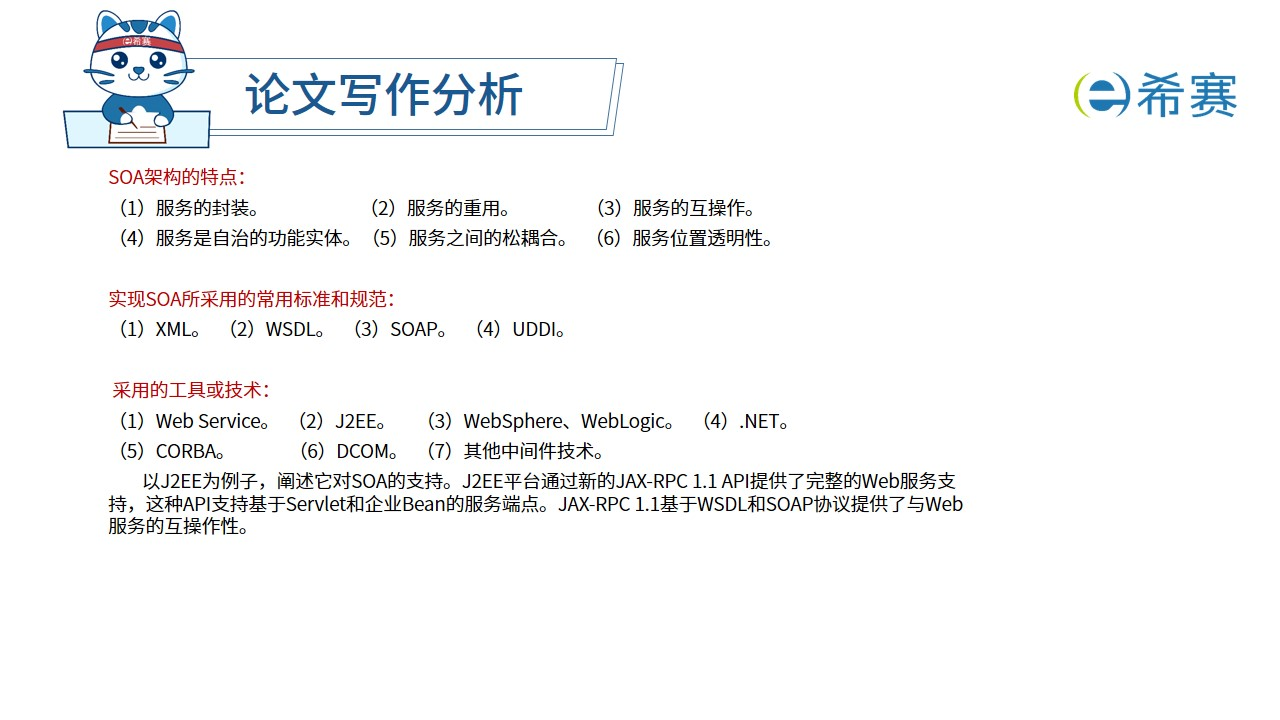 希赛
论文写作分析
希赛
SOA架构的特点：
（1）服务的封装。 （2）服务的重用。 （3）服务的互操作。
（4）服务是自治的功能实体。 （5）服务之间的松耦合。 （6）服务位置透明性。
实现SOA所采用的常用标准和规范：
（1）XML。 （2）WSDL。 （3）SOAP。 （4）UDDI。
采用的工具或技术：
（1）Web Service。 （2）J2EE。 （3）WebSphere、WebLogic。 （4）.NET。
（5）CORBA。 （6）DCOM。 （7）其他中间件技术。
以J2EE为例子，阐述它对SOA的支持。J2EE平台通过新的JAX-RPC 1.1 API提供了完整的Web服务支
持，这种API支持基于Servlet和企业Bean的服务端点。JAX-RPC 1.1基于WSDL和SOAP协议提供了与Web
服务的互操作性。